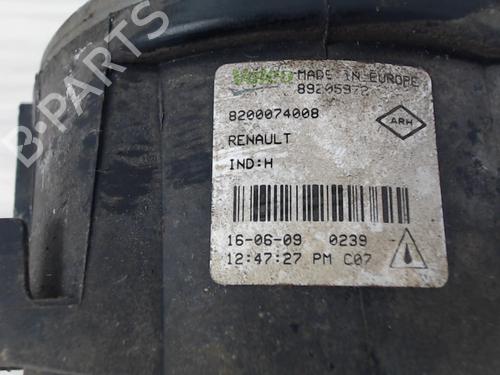 Valeo MADE IN EUROPE
89205972
8200074008
ARH
RENAULT
IND:H
16-06-09 0239
12:47:27 PM C07
B-PARTS